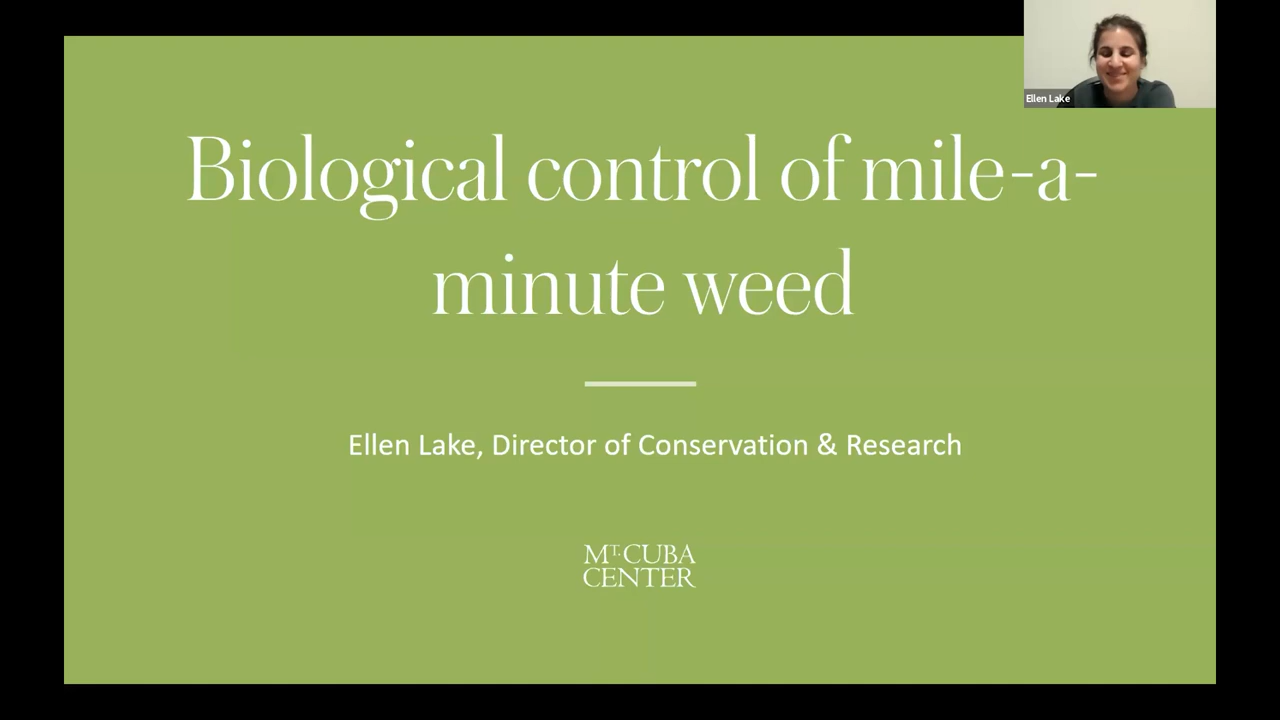 Ellen Lake
Biological control of mile-a-
minute weed
Ellen Lake, Director of Conservation & Research
MT. CUBA
CENTER